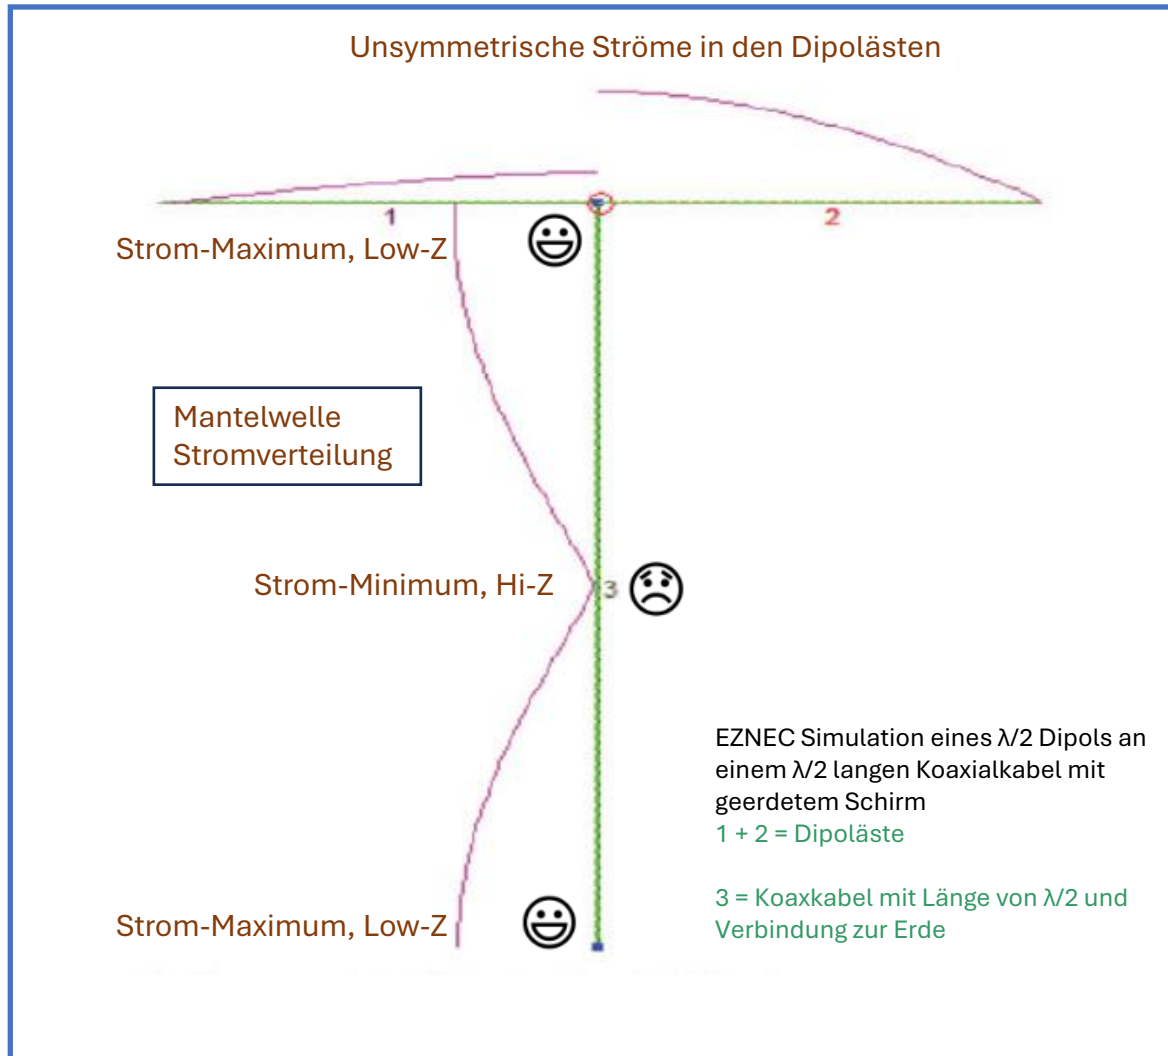 Unsymmetrische Ströme in den Dipolästen
1
2
Strom-Maximum, Low-Z
Mantelwelle
Stromverteilung
Strom-Minimum, Hi-Z
3
EZNEC Simulation eines λ/2 Dipols an
einem λ/2 langen Koaxialkabel mit
geerdetem Schirm
1 + 2 = Dipoläste
3 = Koaxkabel mit Länge von λ/2 und
Verbindung zur Erde
Strom-Maximum, Low-Z